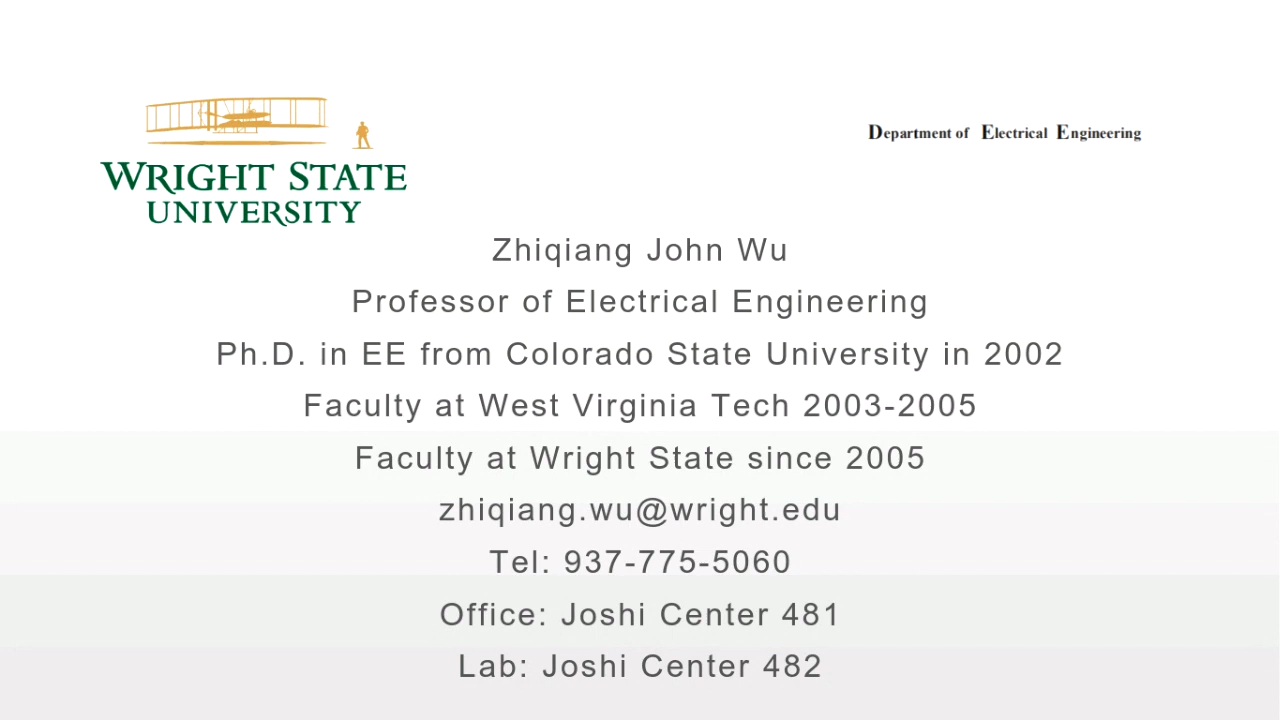 WRIGHT STATE
UNIVERSITY
Department of Electrical Engineering
Zhiqiang John Wu
Professor of Electrical Engineering
Ph.D. in EE from Colorado State University in 2002
Faculty at West Virginia Tech 2003-2005
Faculty at Wright State since 2005
zhiqiang.wu@wright.edu
Tel: 937-775-5060
Office: Joshi Center 481
Lab: Joshi Center 482